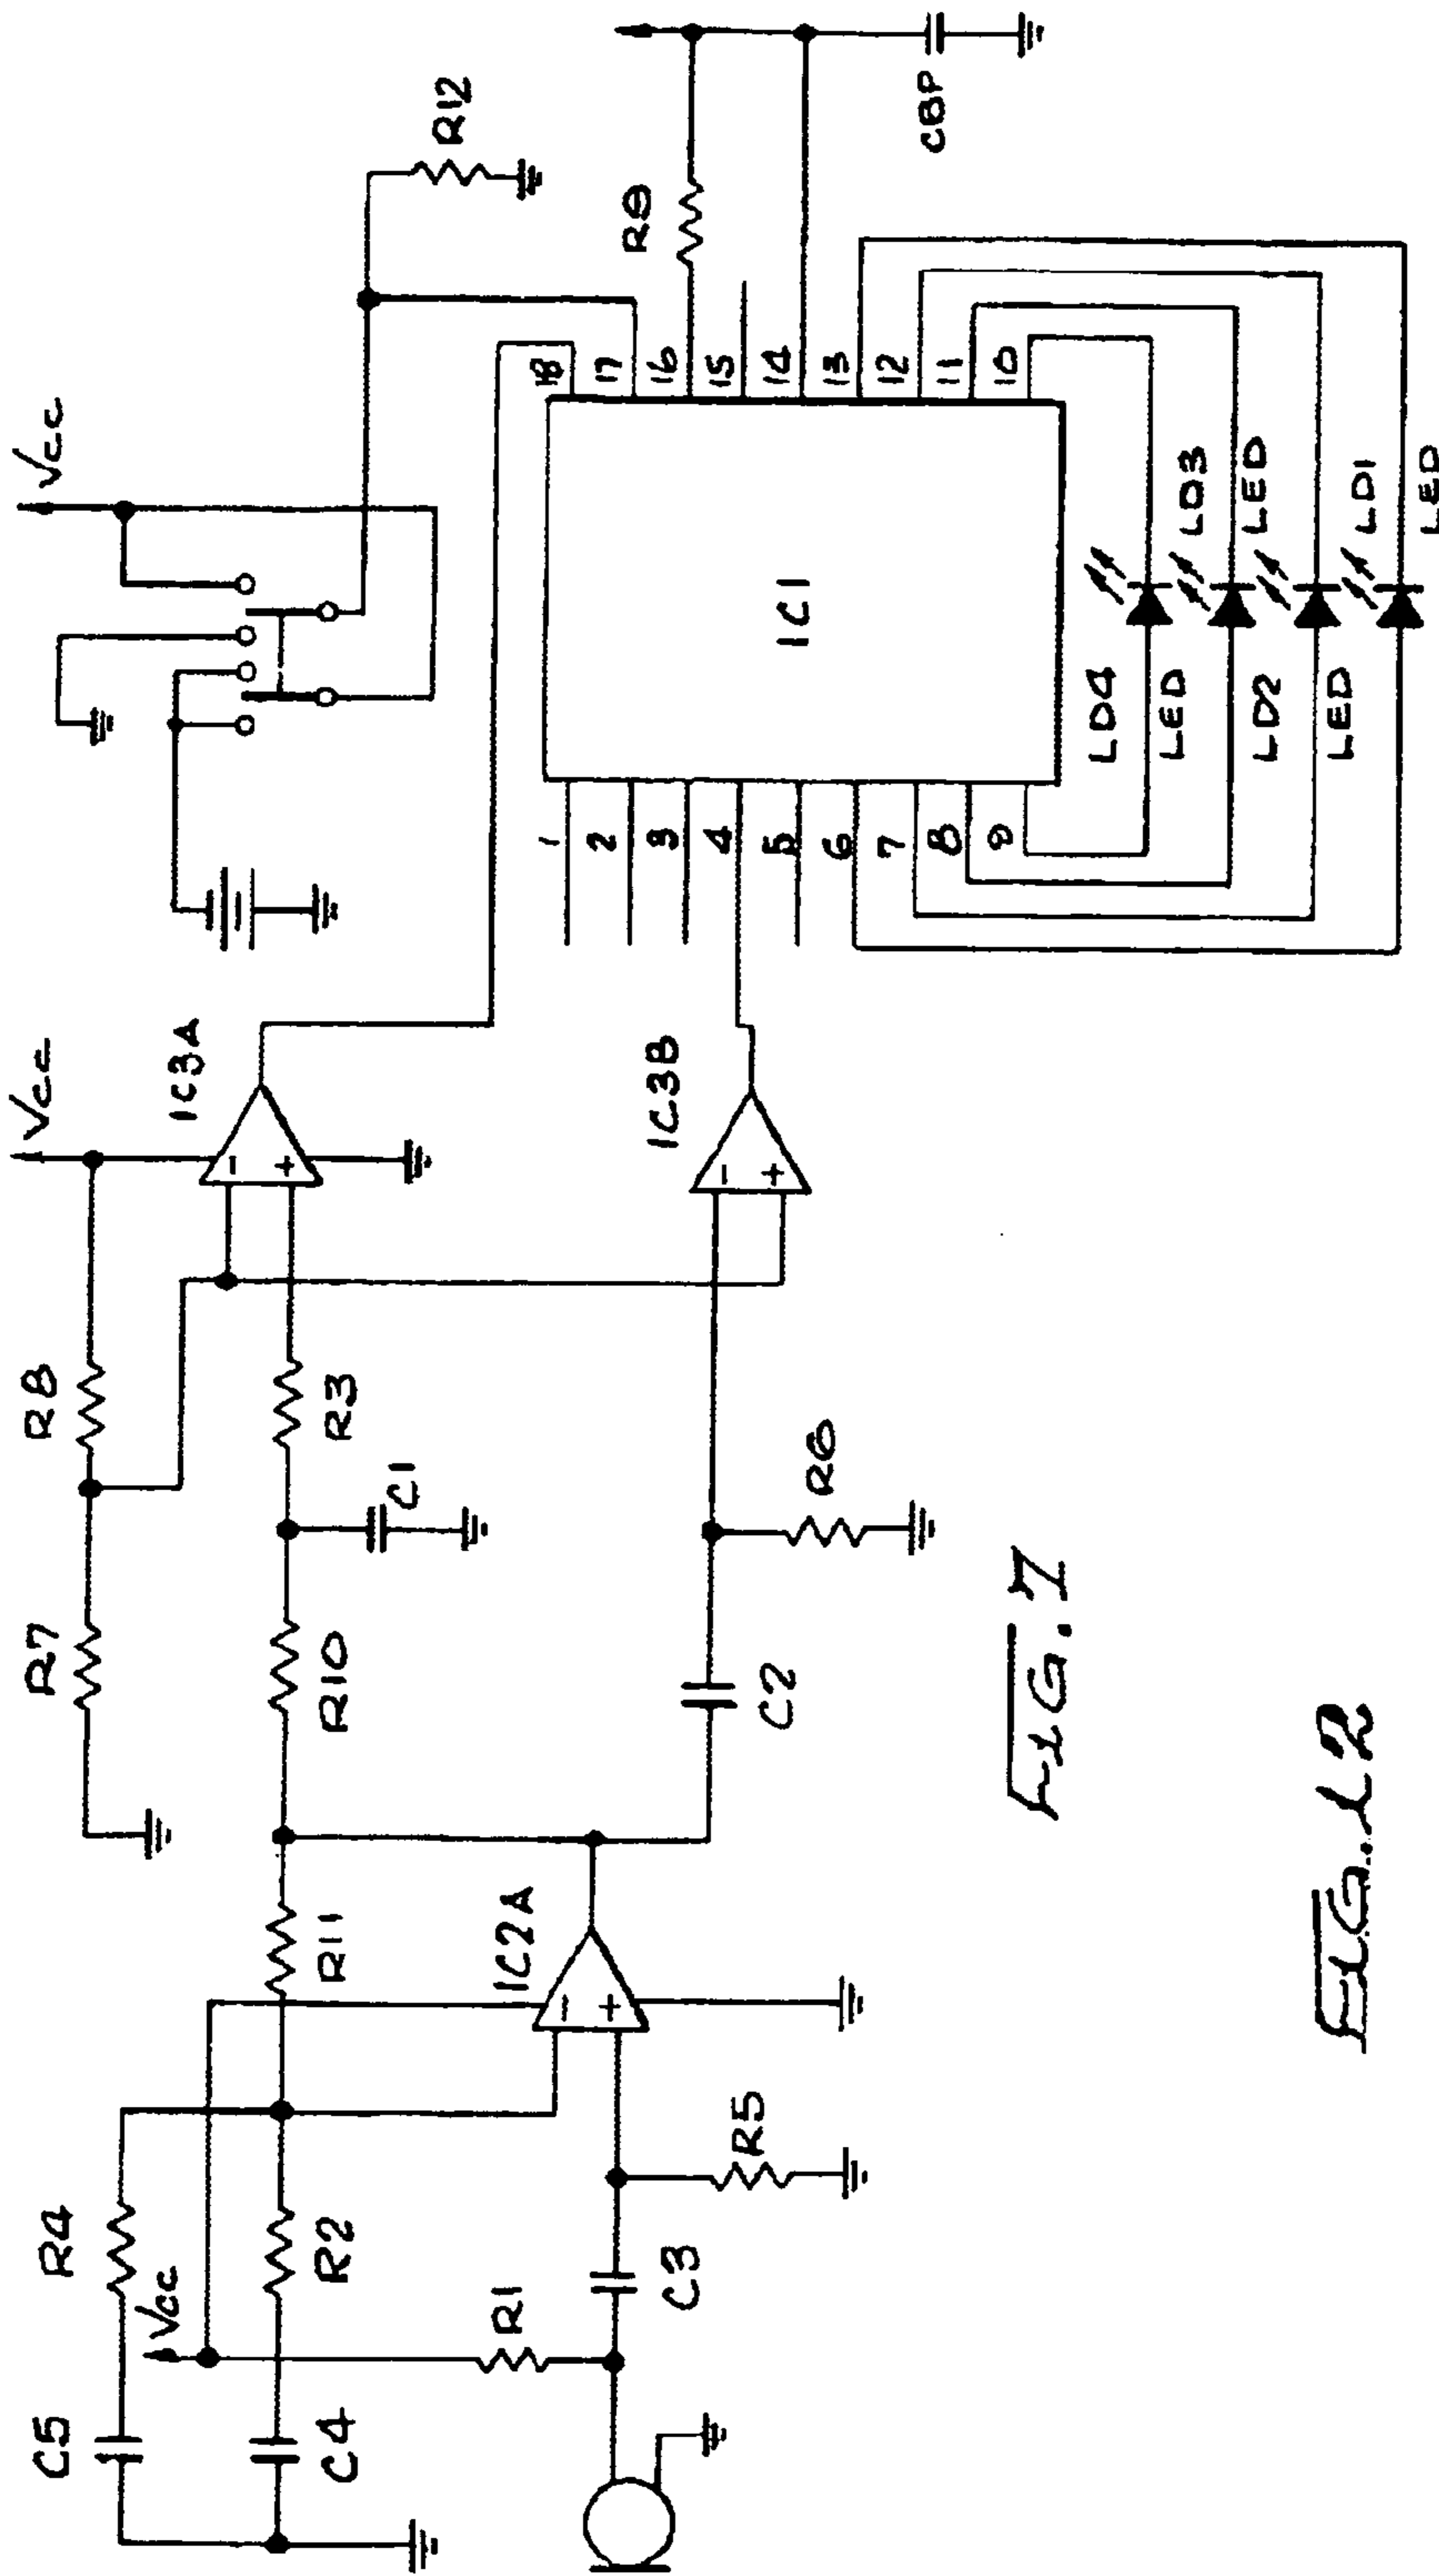 Vcc
Vcc
R7
R8
IC3A
R12
C5
R4
Vcc
C4
R2
R11
R10
R3
C1
18
17
16
15
14
13
12
11
10
R9
CBP
IC2A
-
+
-
+
R1
C3
R5
C2
R6
IC3B
-
+
1
2
3
4
5
6
7
8
9
IC1
LD4
LED
LD3
LED
LD2
LED
LD1
LED
FIG. 7
FIG. 12